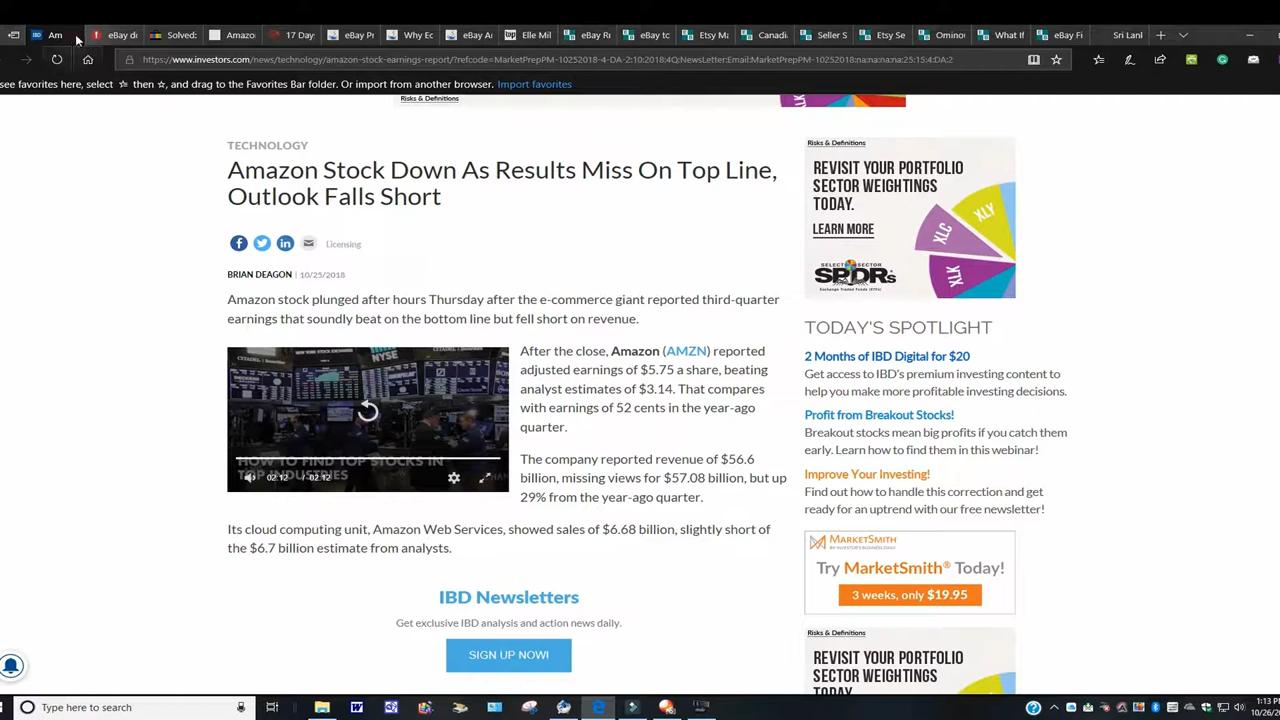 Am
eBay do
Solved:
Amazo
17 Day
eBay Pr
Why Ec
eBay Ar
Elle Mil
eBay Ru
eBay to
Etsy Ma
Seller S
Etsy Se
Ominou
What If
eBay Fi
Sri Lanl
https://www.investors.com/news/technology/amazon-stock-earnings-report/?refcode=MarketPrepPM-10252018-4-DA-2:10:2018:4Q:NewsLetter:Email:MarketPrepPM-10252018:na:na:na:na:25:15:4:DA:2
see favorites here, select ☆ then ☆, and drag to the Favorites Bar folder. Or import from another browser. Import favorites
Risks & Definitions
TECHNOLOGY
Amazon Stock Down As Results Miss On Top Line,
Outlook Falls Short
Licensing
BRIAN DEAGON | 10/25/2018
Amazon stock plunged after hours Thursday after the e-commerce giant reported third-quarter
earnings that soundly beat on the bottom line but fell short on revenue.
NYSE
HOW TO FIND TOP STOCKS IN
TOP INDUSTRIES
02:12 / 02:12
After the close, Amazon (AMZN) reported
adjusted earnings of $5.75 a share, beating
analyst estimates of $3.14. That compares
with earnings of 52 cents in the year-ago
quarter.
The company reported revenue of $56.6
billion, missing views for $57.08 billion, but up
29% from the year-ago quarter.
Its cloud computing unit, Amazon Web Services, showed sales of $6.68 billion, slightly short of
the $6.7 billion estimate from analysts.
IBD Newsletters
Get exclusive IBD analysis and action news daily.
SIGN UP NOW!
Risks & Definitions
REVISIT YOUR PORTFOLIO
SECTOR WEIGHTINGS
TODAY.
LEARN MORE
XLY
XLC
XLK
SELECT SECTOR
SPDRs
Exchange Traded Funds (ETFs)
TODAY'S SPOTLIGHT
2 Months of IBD Digital for $20
Get access to IBD's premium investing content to
help you make more profitable investing decisions.
Profit from Breakout Stocks!
Breakout stocks mean big profits if you catch them
early. Learn how to find them in this webinar!
Improve Your Investing!
Find out how to handle this correction and get
ready for an uptrend with our free newsletter!
MARKETSMITH
BY INVESTOR'S BUSINESS DAILY
Try MarketSmith® Today!
3 weeks, only $19.95
Risks & Definitions
REVISIT YOUR PORTFOLIO
SECTOR WEIGHTINGS
TODAY.
Type here to search
1:13 PM
10/26/20